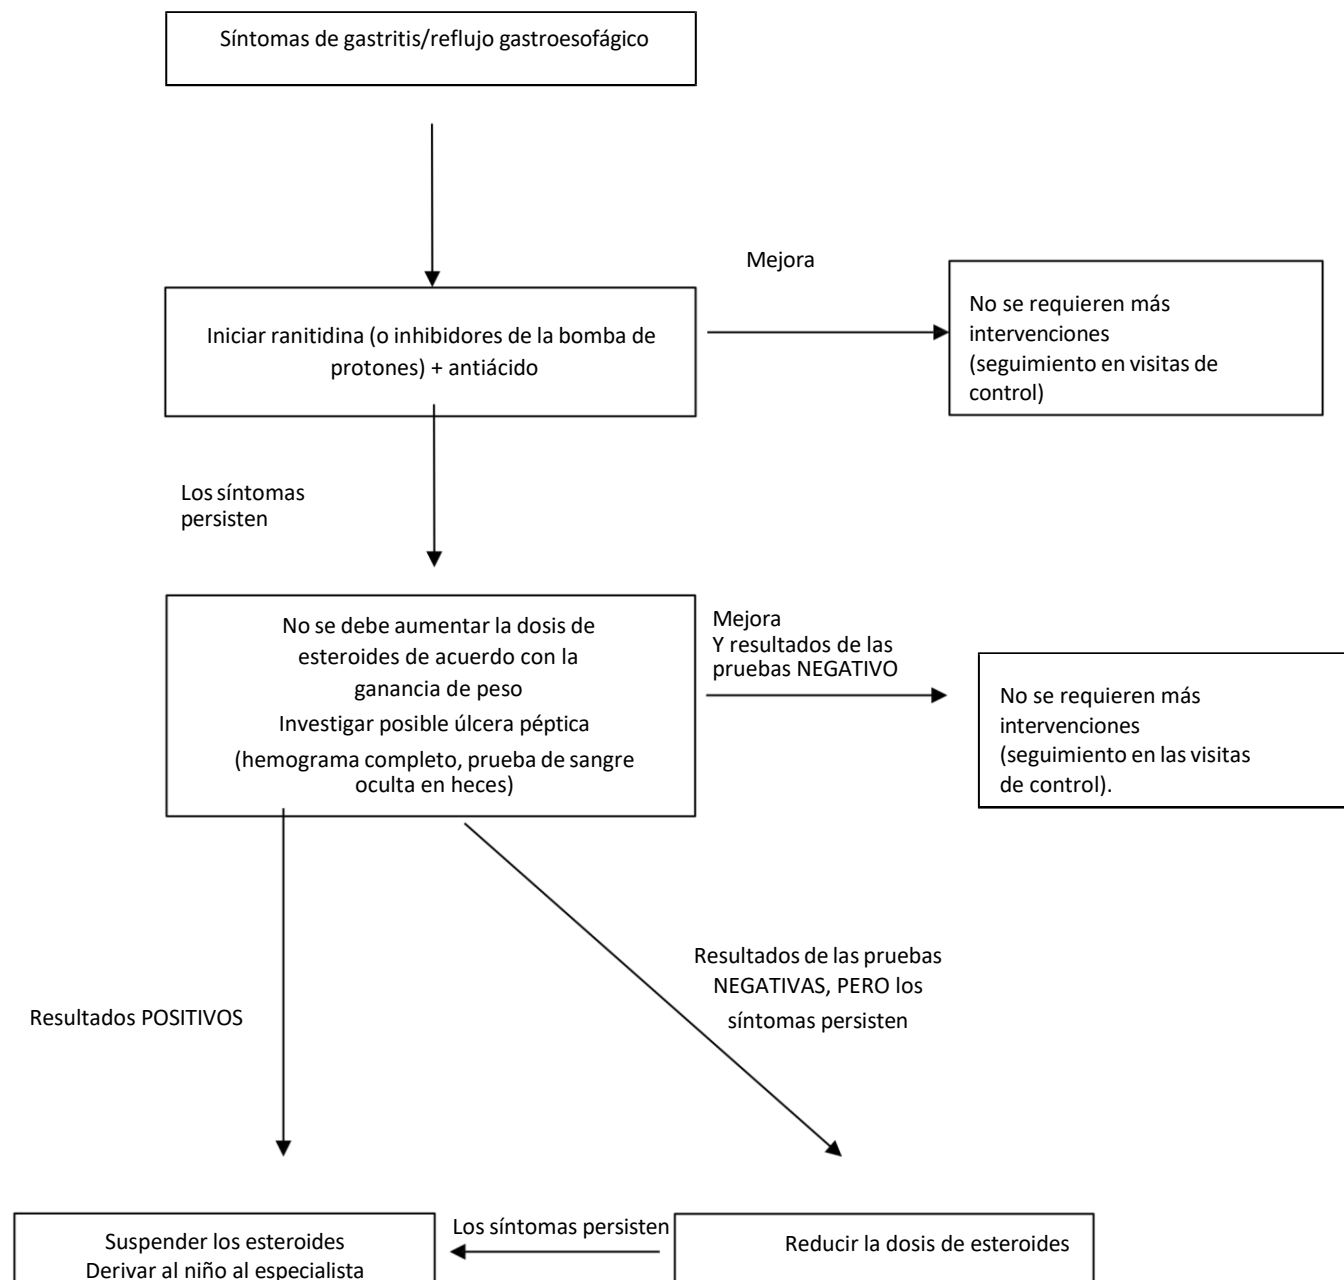 Síntomas de gastritis/reflujo gastroesofágico
Mejora
Iniciar ranitidina (o inhibidores de la bomba de
protones) + antiácido
No se requieren más
intervenciones
(seguimiento en visitas de
control)
Los síntomas
persisten
No se debe aumentar la dosis de
esteroides de acuerdo con la
ganancia de peso
Investigar posible úlcera péptica
(hemograma completo, prueba de sangre
oculta en heces)
Mejora
Y resultados de las
pruebas NEGATIVO
No se requieren más
intervenciones
(seguimiento en las visitas
de control).
Resultados POSITIVOS
Resultados de las pruebas
NEGATIVAS, PERO los
síntomas persisten
Suspender los esteroides
Derivar al niño al especialista
Los síntomas persisten
Reducir la dosis de esteroides